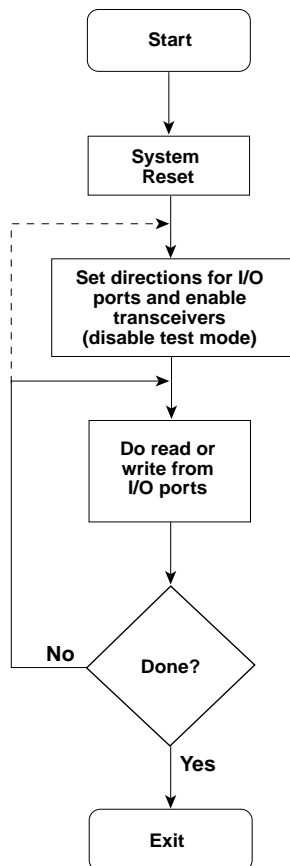 Start
System
Reset
Set directions for I/O
ports and enable
transceivers
(disable test mode)
Do read or
write from
I/O ports
No
Done?
Yes
Exit